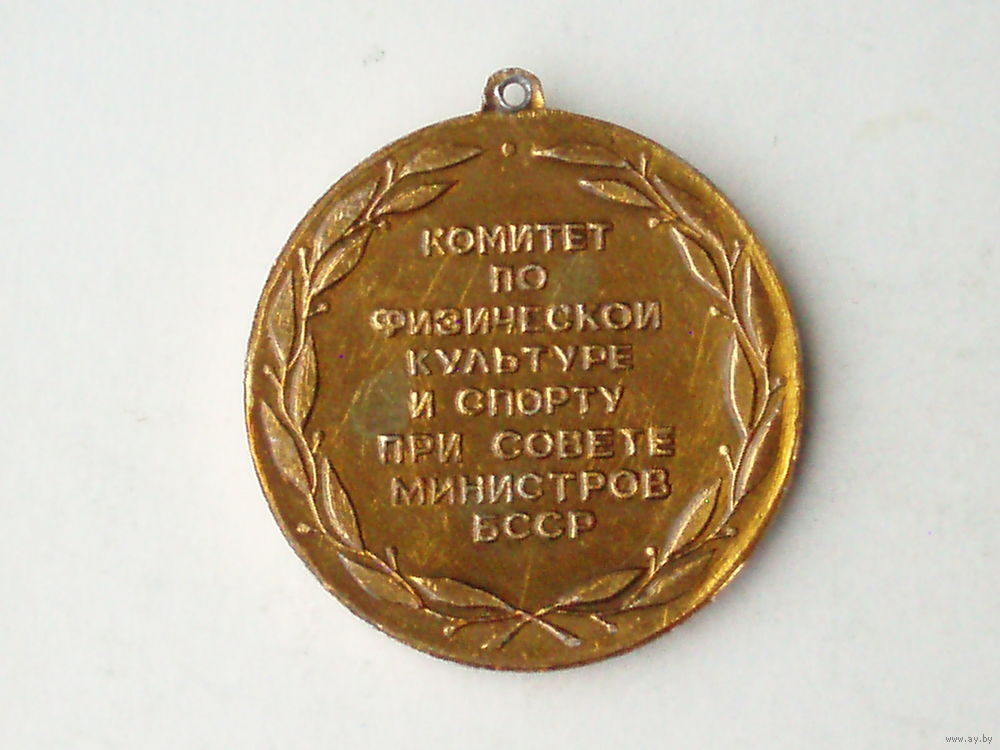 КОМИТЕТ
ПО
ФИЗИЧЕСКОЙ
КУЛЬТУРЕ
И СПОРТУ
ПРИ СОВЕТЕ
МИНИСТРОВ
БССР
www.ay.by